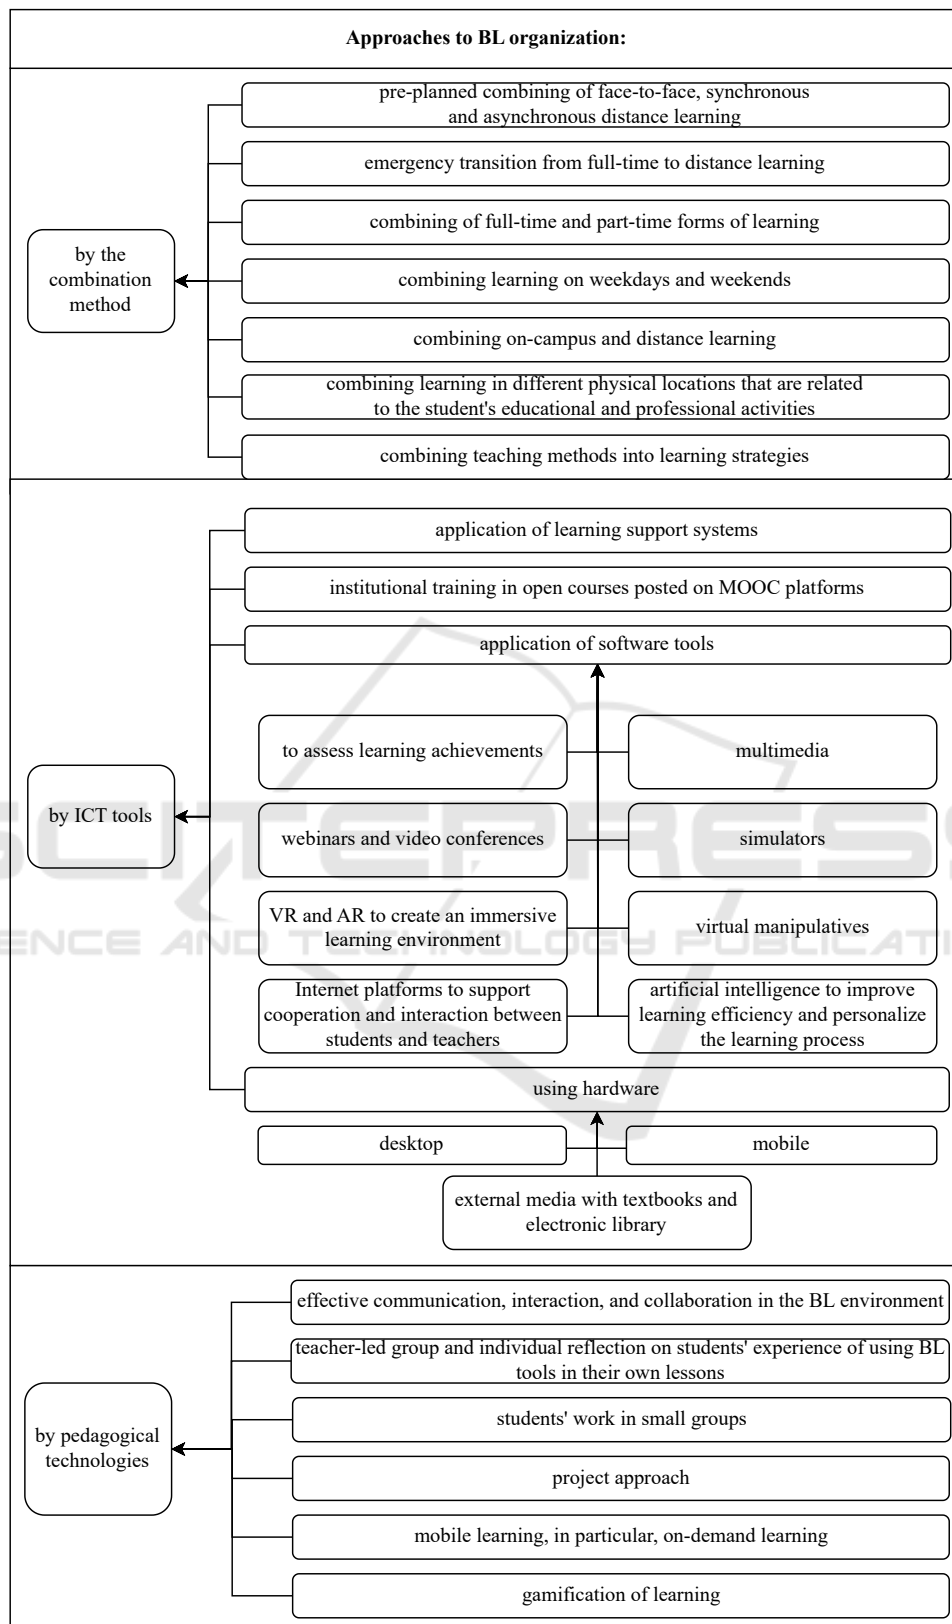 Approaches to BL organization:
pre-planned combining of face-to-face, synchronous
and asynchronous distance learning
emergency transition from full-time to distance learning
combining of full-time and part-time forms of learning
by the
combination
method
combining learning on weekdays and weekends
combining on-campus and distance learning
combining learning in different physical locations that are related
to the student's educational and professional activities
combining teaching methods into learning strategies
application of learning support systems
institutional training in open courses posted on MOOC platforms
application of software tools
to assess learning achievements
multimedia
by ICT tools
webinars and video conferences
simulators
VR and AR to create an immersive
learning environment
virtual manipulatives
Internet platforms to support
cooperation and interaction between
students and teachers
artificial intelligence to improve
learning efficiency and personalize
the learning process
using hardware
desktop
mobile
external media with textbooks and
electronic library
effective communication, interaction, and collaboration in the BL environment
teacher-led group and individual reflection on students' experience of using BL
tools in their own lessons
by pedagogical
technologies
students' work in small groups
project approach
mobile learning, in particular, on-demand learning
gamification of learning
SCITEPRESS
ENCE AND TECHNOLOGY PUBLICATI